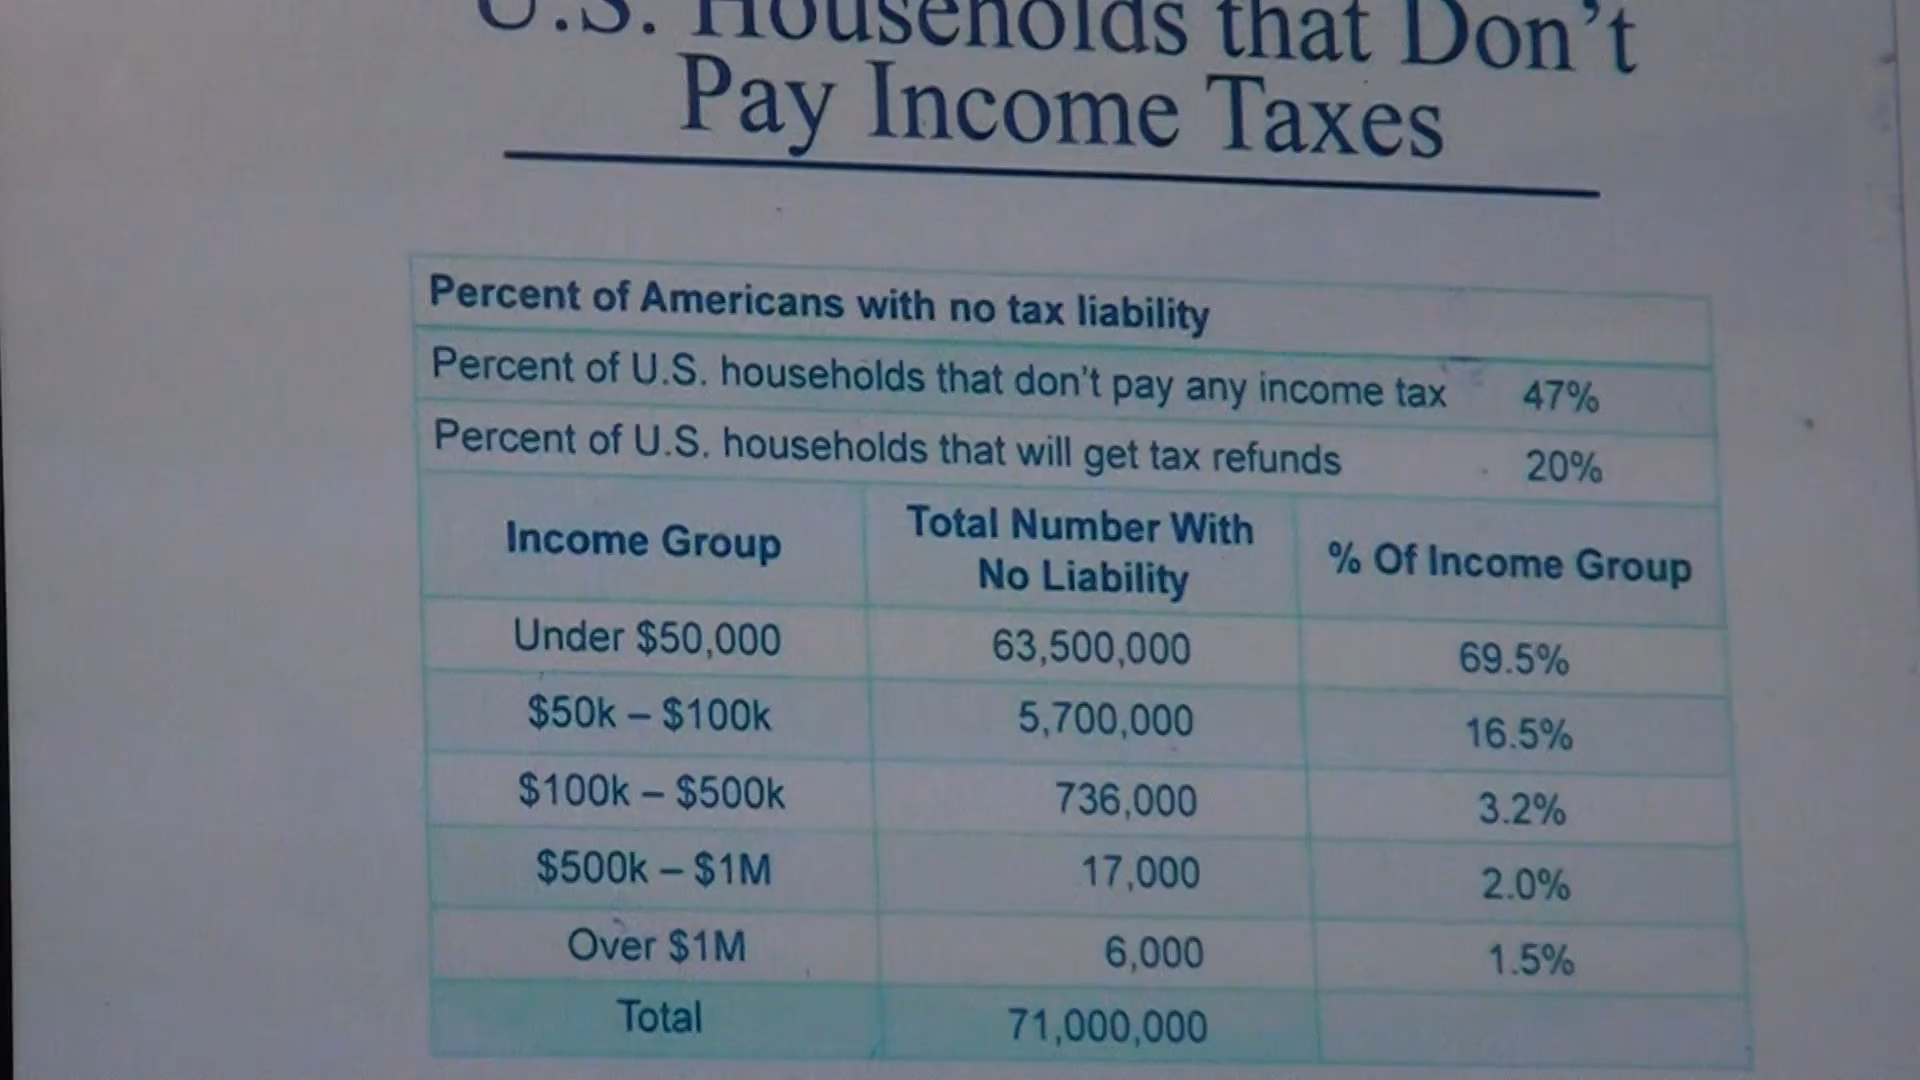 U.S. Households that Don't
Pay Income Taxes
Percent of Americans with no tax liability
Percent of U.S. households that don't pay any income tax 47%
Percent of U.S. households that will get tax refunds 20%
Income Group Total Number With No Liability % Of Income Group
Under $50,000 63,500,000 69.5%
$50k – $100k 5,700,000 16.5%
$100k – $500k 736,000 3.2%
$500k – $1M 17,000 2.0%
Over $1M 6,000 1.5%
Total 71,000,000